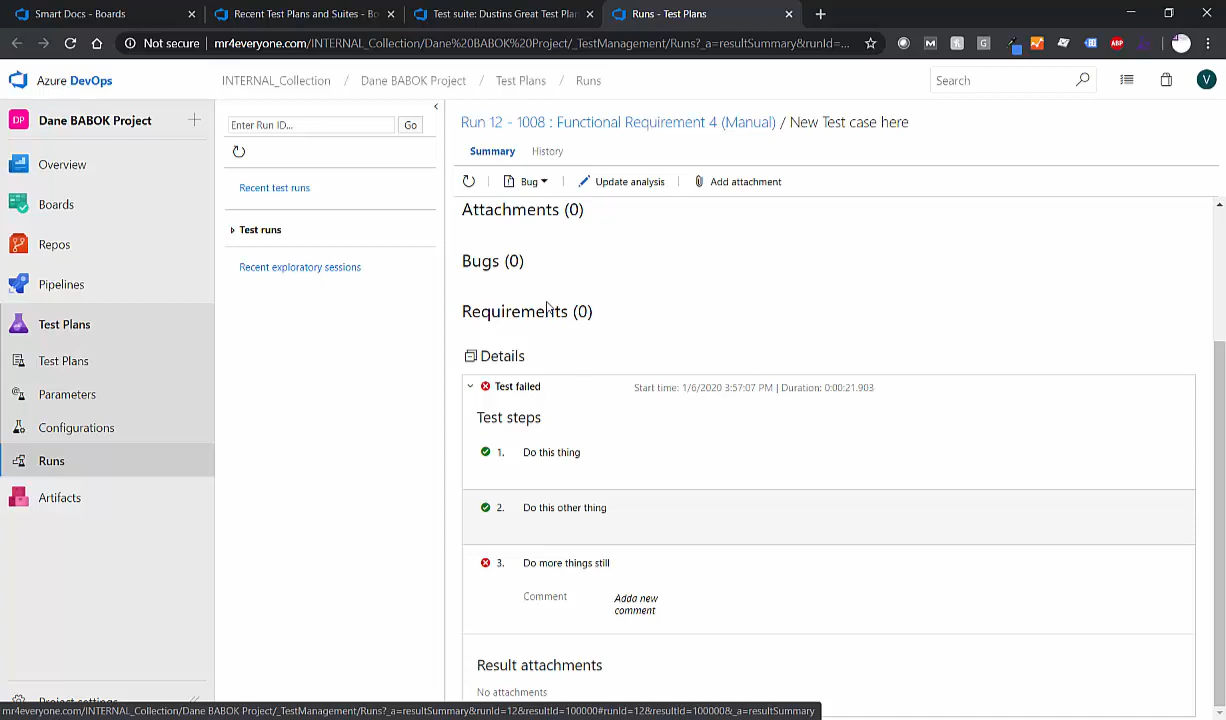 Smart Docs - Boards
Recent Test Plans and Suites - Bo
Test suite: Dustins Great Test Plan
Runs - Test Plans
Not secure
mr4everyone.com/INTERNAL_Collection/Dane%20BABOK%20Project/_TestManagement/Runs?_a=resultSummary&runId=...
ABP
Azure DevOps
INTERNAL_Collection / Dane BABOK Project / Test Plans / Runs
Search
V
DP
Dane BABOK Project
Overview
Boards
Repos
Pipelines
Test Plans
Test Plans
Parameters
Configurations
Runs
Artifacts
Project settings
Enter Run ID...
Go
Recent test runs
Test runs
Recent exploratory sessions
Run 12 - 1008 : Functional Requirement 4 (Manual) / New Test case here
Summary
History
Bug
Update analysis
Add attachment
Attachments (0)
Bugs (0)
Requirements (0)
Details
Test failed
Start time: 1/6/2020 3:57:07 PM | Duration: 0:00:21.903
Test steps
1. Do this thing
2. Do this other thing
3. Do more things still
Comment
Adda new
comment
Result attachments
No attachments
mr4everyone.com/INTERNAL_Collection/Dane BABOK Project/_TestManagement/Runs?_a=resultSummary&runId=12&resultId=100000#runId=12&resultId=100000&_a=resultSummary